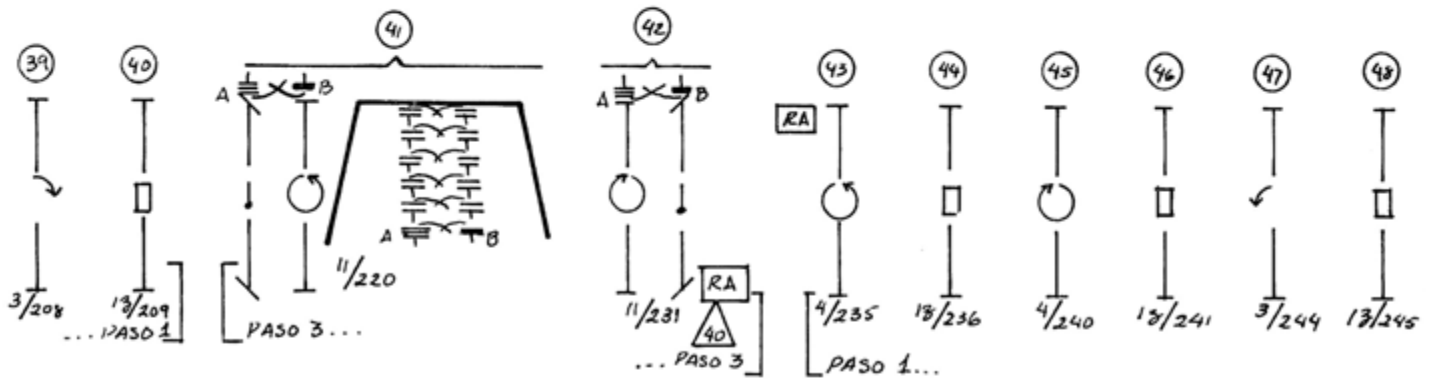 39 40 41 42 43 44 45 46 47 48
A B A B
RA
A B
3/208 13/209 11/220 11/231 RA 4/235 18/236 4/240 18/241 3/244 13/245
40
...PASO 1 PASO 3... ... PASO 3 PASO 1...